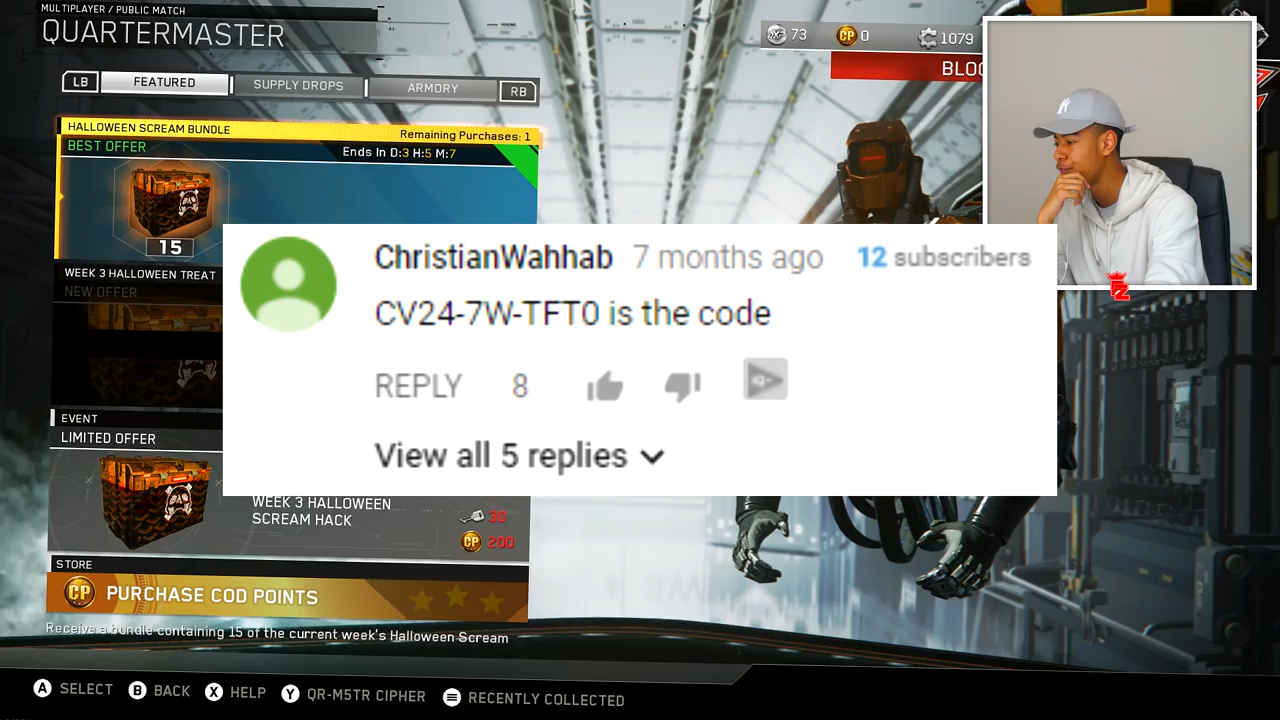 MULTIPLAYER / PUBLIC MATCH
QUARTERMASTER
73 CP 0 1079
LB FEATURED SUPPLY DROPS ARMORY RB
HALLOWEEN SCREAM BUNDLE Remaining Purchases: 1
BEST OFFER Ends In D:3 H:5 M:7
15
WEEK 3 HALLOWEEN TREAT
NEW OFFER
ChristianWahhab 7 months ago 12 subscribers
CV24-7W-TFT0 is the code
REPLY 8
View all 5 replies
EVENT
LIMITED OFFER
WEEK 3 HALLOWEEN
SCREAM HACK
30
CP 200
STORE
CP PURCHASE COD POINTS
Receive a bundle containing 15 of the current week's Halloween Scream
A SELECT B BACK X HELP Y QR-M5TR CIPHER RECENTLY COLLECTED